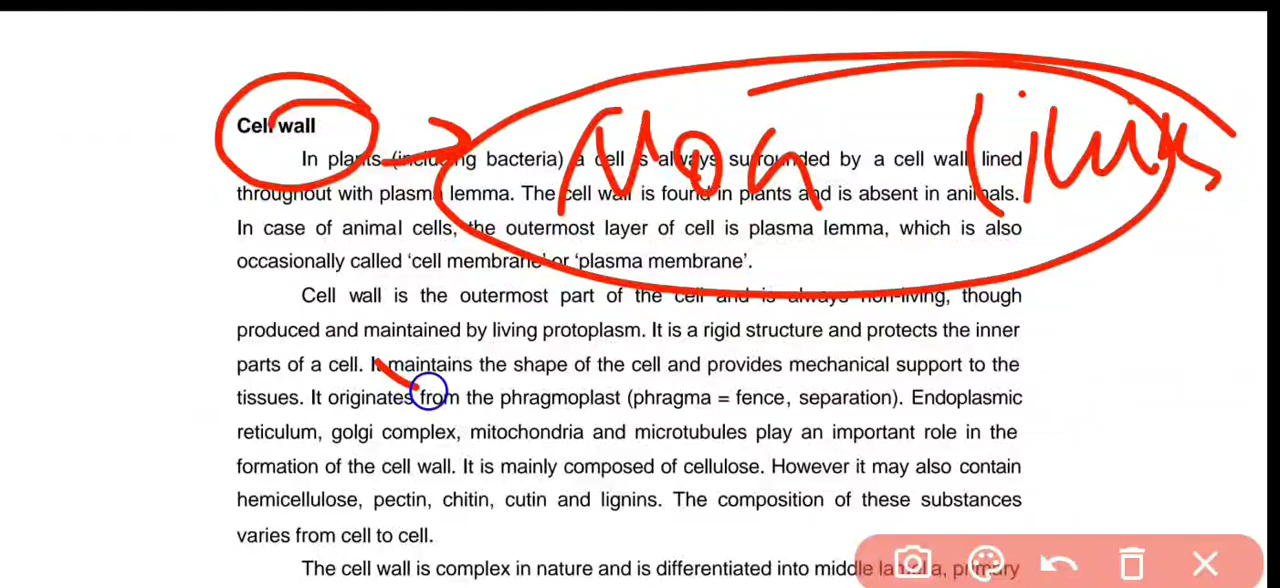 Cell wall
Non living
In plants (including bacteria) a cell is always surrounded by a cell wall lined
throughout with plasma lemma. The cell wall is found in plants and is absent in animals.
In case of animal cells, the outermost layer of cell is plasma lemma, which is also
occasionally called ‘cell membrane’ or ‘plasma membrane’.
Cell wall is the outermost part of the cell and is always non-living, though
produced and maintained by living protoplasm. It is a rigid structure and protects the inner
parts of a cell. It maintains the shape of the cell and provides mechanical support to the
tissues. It originates from the phragmoplast (phragma = fence, separation). Endoplasmic
reticulum, golgi complex, mitochondria and microtubules play an important role in the
formation of the cell wall. It is mainly composed of cellulose. However it may also contain
hemicellulose, pectin, chitin, cutin and lignins. The composition of these substances
varies from cell to cell.
The cell wall is complex in nature and is differentiated into middle lamella, primary